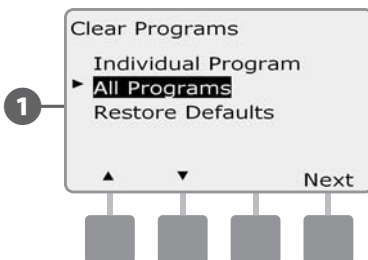 Clear Programs
Individual Program
All Programs
Restore Defaults
1
Next